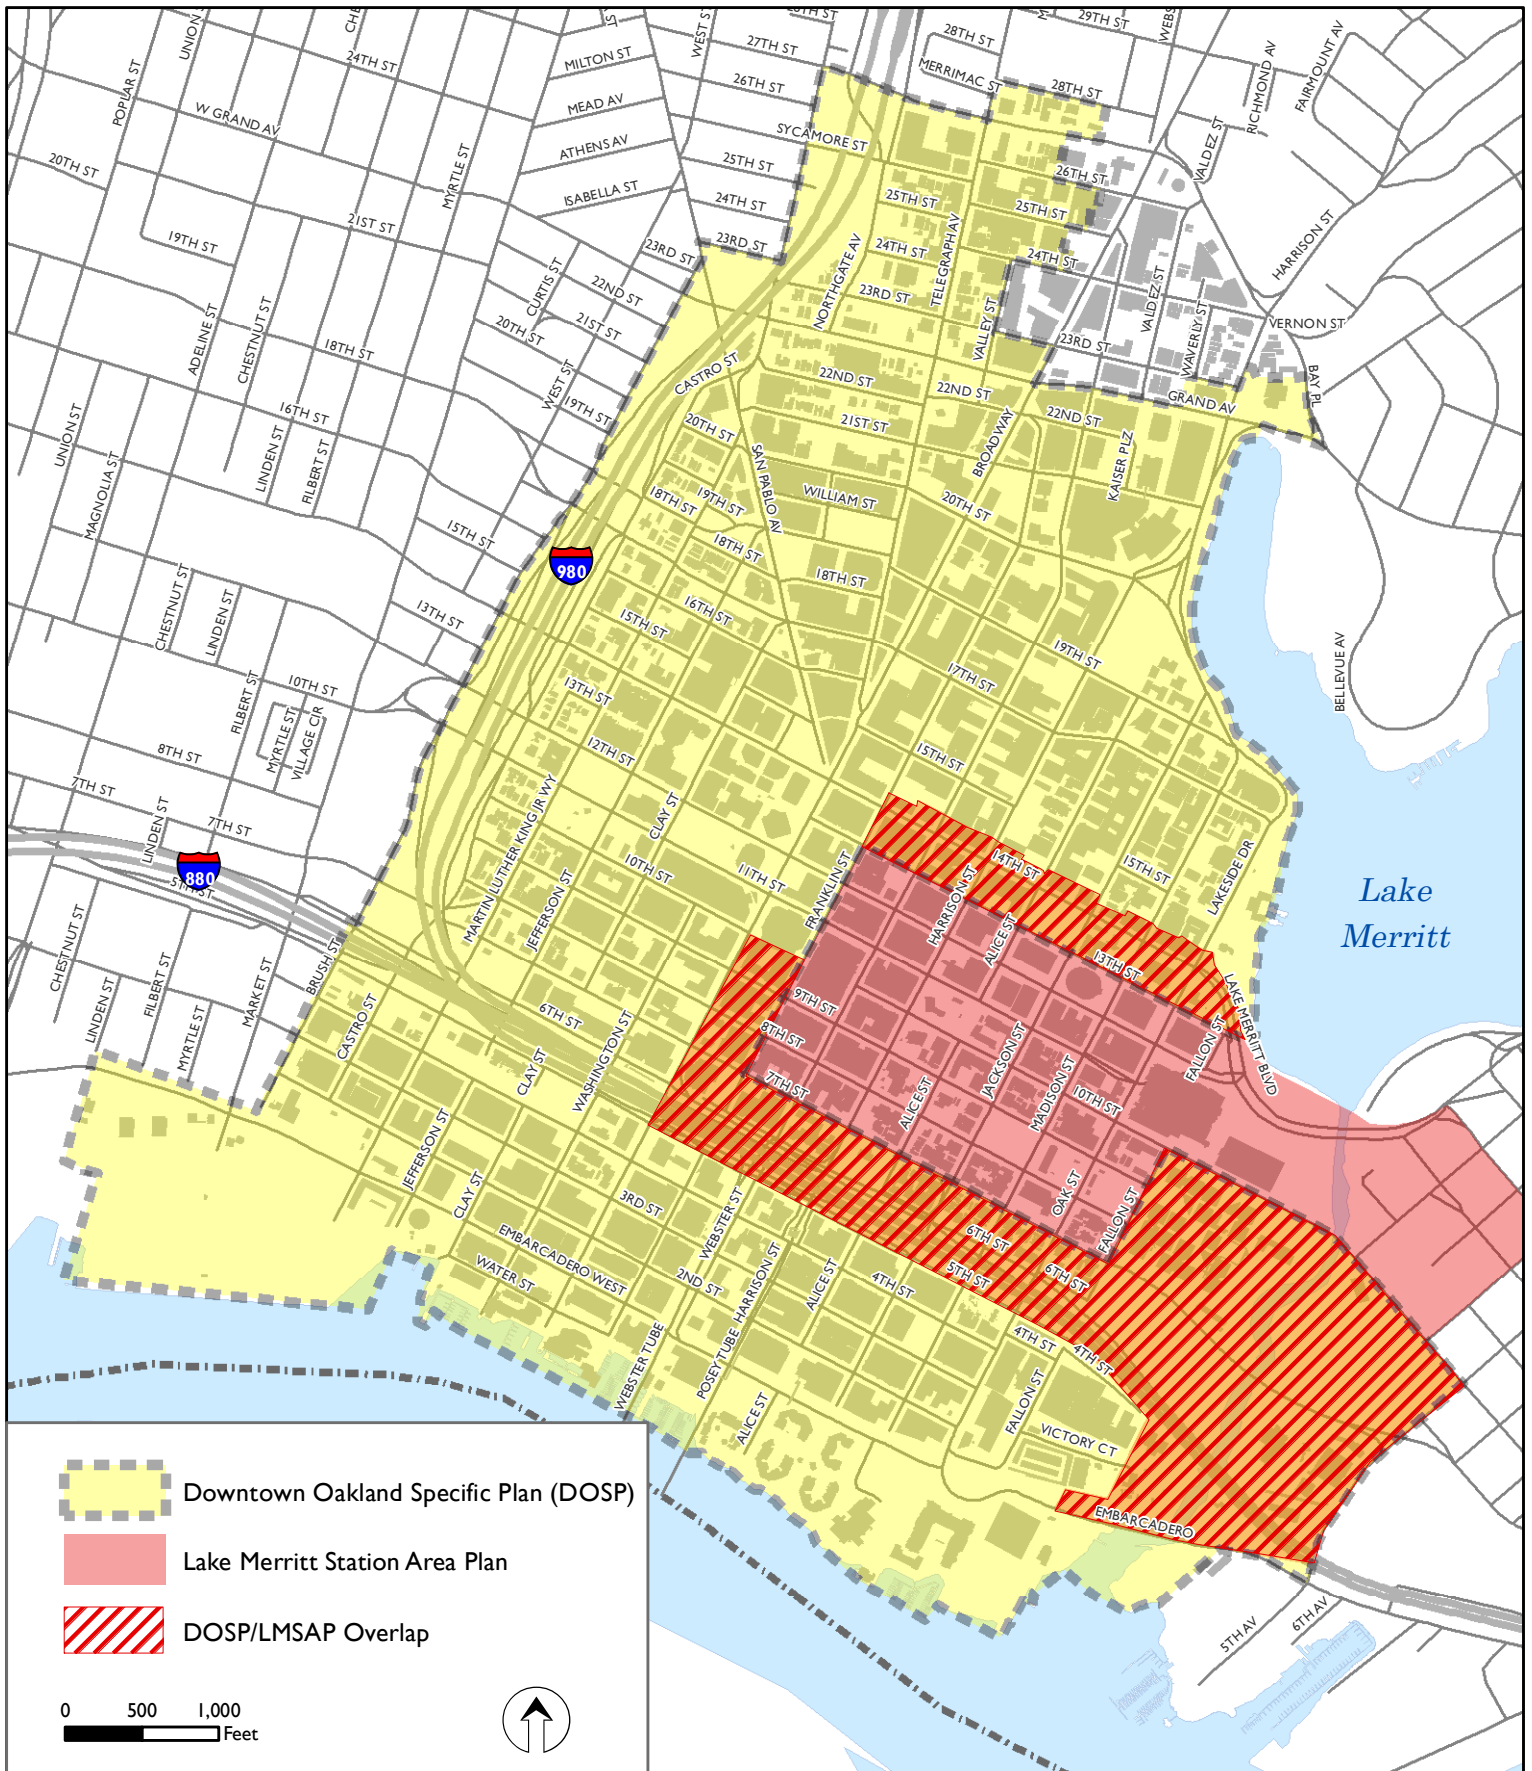 28TH ST
29TH ST
UNION ST
WEST ST
27TH ST
28TH ST
24TH ST
MILTON ST
POPLAR ST
26TH ST
MERRIMAC ST
28TH ST
RICHMOND AV
FAIRMOUNT AV
MEAD AV
W GRAND AV
SYCAMORE ST
VALDEZ ST
ATHENS AV
20TH ST
MYRTLE ST
25TH ST
26TH ST
ISABELLA ST
24TH ST
25TH ST
25TH ST
21ST ST
19TH ST
23RD ST
23RD ST
24TH ST
24TH ST
HARRISON ST
NORTHGATE AV
TELEGRAPH AV
22ND ST
CURTIS ST
23RD ST
VALDEZ ST
ADELINE ST
CHESTNUT ST
20TH ST
21ST ST
VALLEY ST
WAVERLY ST
VERNON ST
18TH ST
23RD ST
CASTRO ST
22ND ST
22ND ST
22ND ST
GRAND AV
BAY PL
WEST ST
19TH ST
16TH ST
UNION ST
LINDEN ST
FILBERT ST
20TH ST
21ST ST
BROADWAY
KAISER PLZ
MAGNOLIA ST
SAN PABLO AV
18TH ST
19TH ST
WILLIAM ST
20TH ST
15TH ST
18TH ST
18TH ST
980
CHESTNUT ST
LINDEN ST
13TH ST
15TH ST
16TH ST
19TH ST
17TH ST
BELLEVUE AV
10TH ST
FILBERT ST
13TH ST
MYRTLE ST
VILLAGE CIR
8TH ST
12TH ST
15TH ST
7TH ST
LINDEN ST
7TH ST
CLAY ST
MARTIN LUTHER KING JR WY
880
5TH ST
10TH ST
11TH ST
14TH ST
15TH ST
LAKESIDE DR
Lake
Merritt
FRANKLIN ST
HARRISON ST
ALICE ST
CHESTNUT ST
JEFFERSON ST
BRUSH ST
13TH ST
LINDEN ST
FILBERT ST
MYRTLE ST
MARKET ST
CASTRO ST
6TH ST
9TH ST
8TH ST
LAKE MERRITT BLVD
FALLON ST
CLAY ST
WASHINGTON ST
7TH ST
ALICE ST
JACKSON ST
MADISON ST
10TH ST
JEFFERSON ST
CLAY ST
3RD ST
WEBSTER ST
OAK ST
FALLON ST
6TH ST
EMBARCADERO WEST
WATER ST
2ND ST
HARRISON ST
ALICE ST
4TH ST
5TH ST
6TH ST
4TH ST
4TH ST
WEBSTER TUBE
POSEY TUBE
ALICE ST
FALLON ST
VICTORY CT
EMBARCADERO
5TH AV
6TH AV
Downtown Oakland Specific Plan (DOSP)
Lake Merritt Station Area Plan
DOSP/LMSAP Overlap
0 500 1,000
Feet